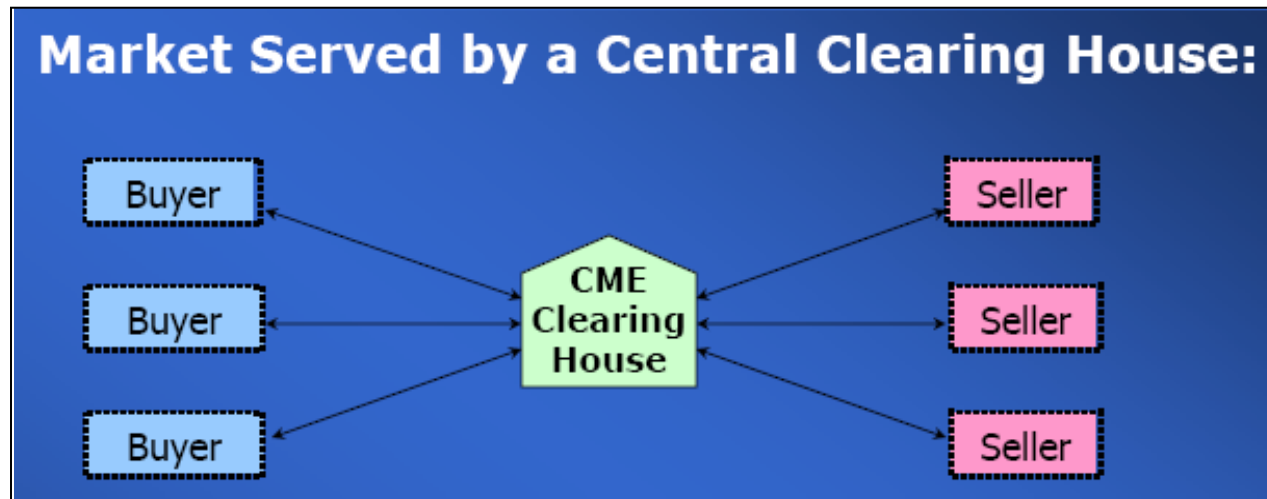 Market Served by a Central Clearing House:
Buyer
Seller
CME
Clearing
House
Buyer
Seller
Buyer
Seller